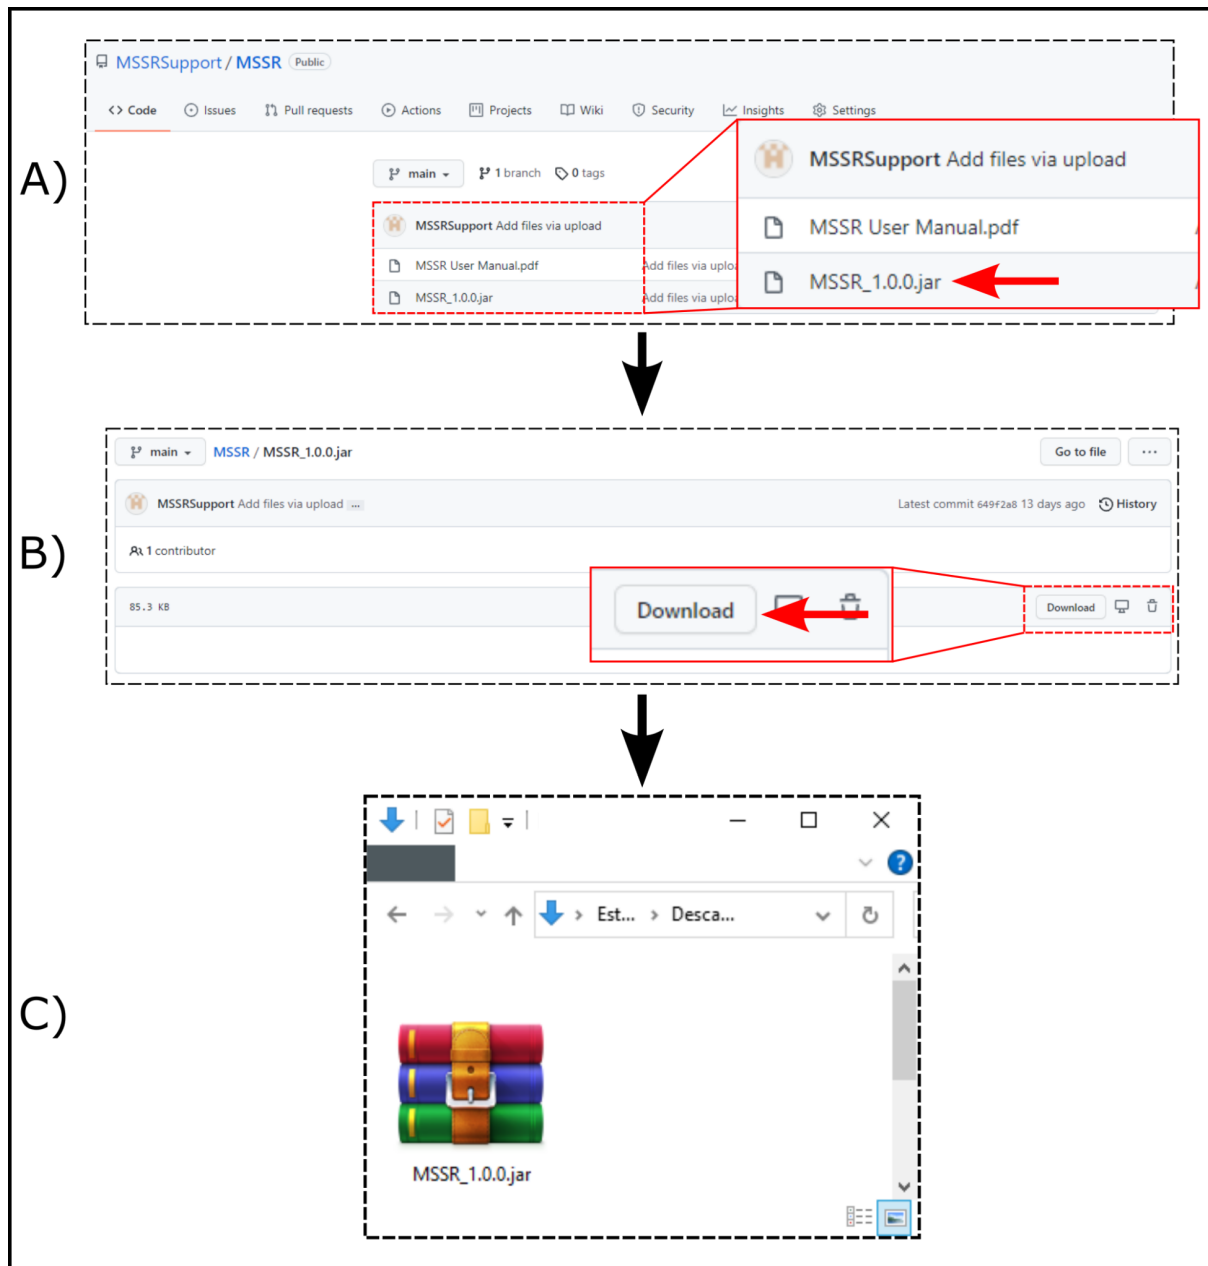 A)
MSSRSupport / MSSR Public
<> Code Issues Pull requests Actions Projects Wiki Security Insights Settings
main 1 branch 0 tags
MSSRSupport Add files via upload
MSSR User Manual.pdf Add files via uploa
MSSR_1.0.0.jar Add files via uploa
MSSRSupport Add files via upload
MSSR User Manual.pdf
MSSR_1.0.0.jar
B)
main MSSR / MSSR_1.0.0.jar Go to file ...
MSSRSupport Add files via upload ... Latest commit 649f2a8 13 days ago History
1 contributor
85.3 KB Download
Download
C)
?
Est... > Desca...
MSSR_1.0.0.jar